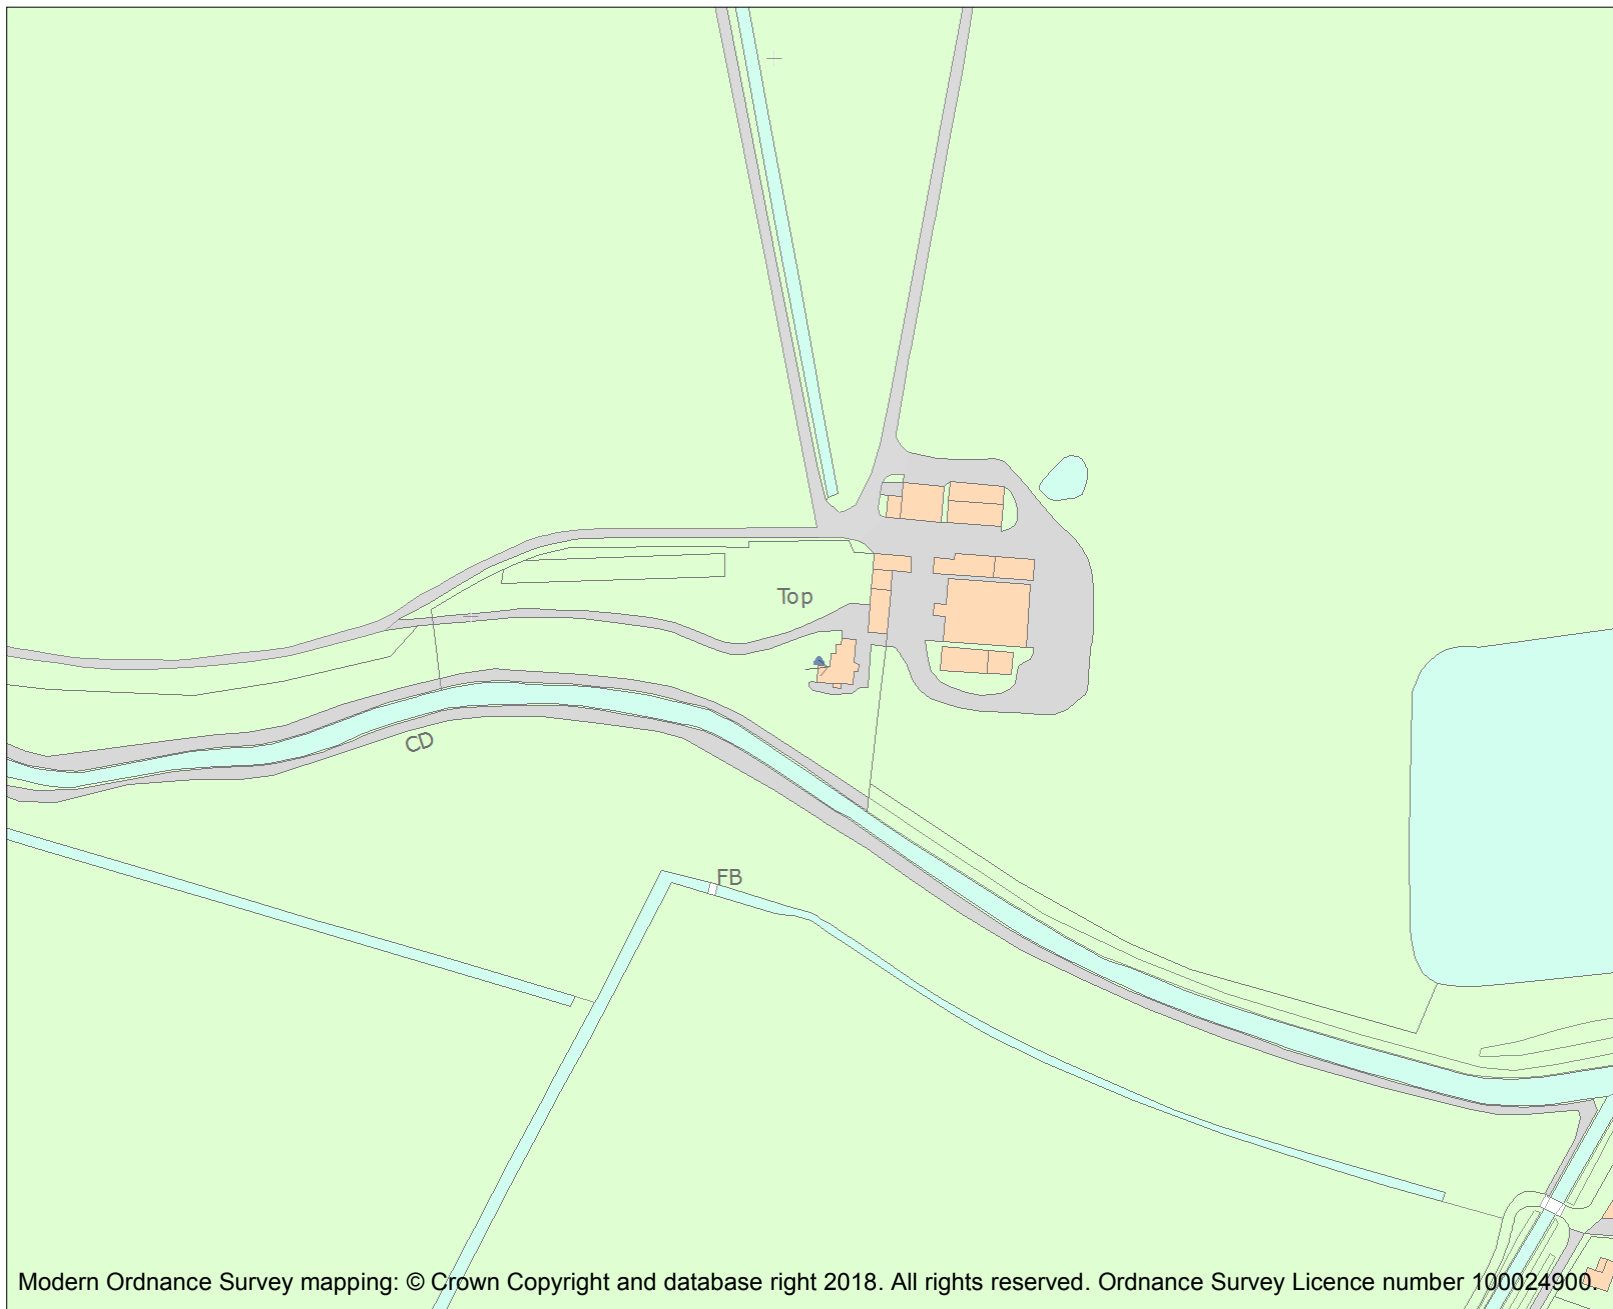 Top
CD
FB
Modern Ordnance Survey mapping: © Crown Copyright and database right 2018. All rights reserved. Ordnance Survey Licence number 100024900.